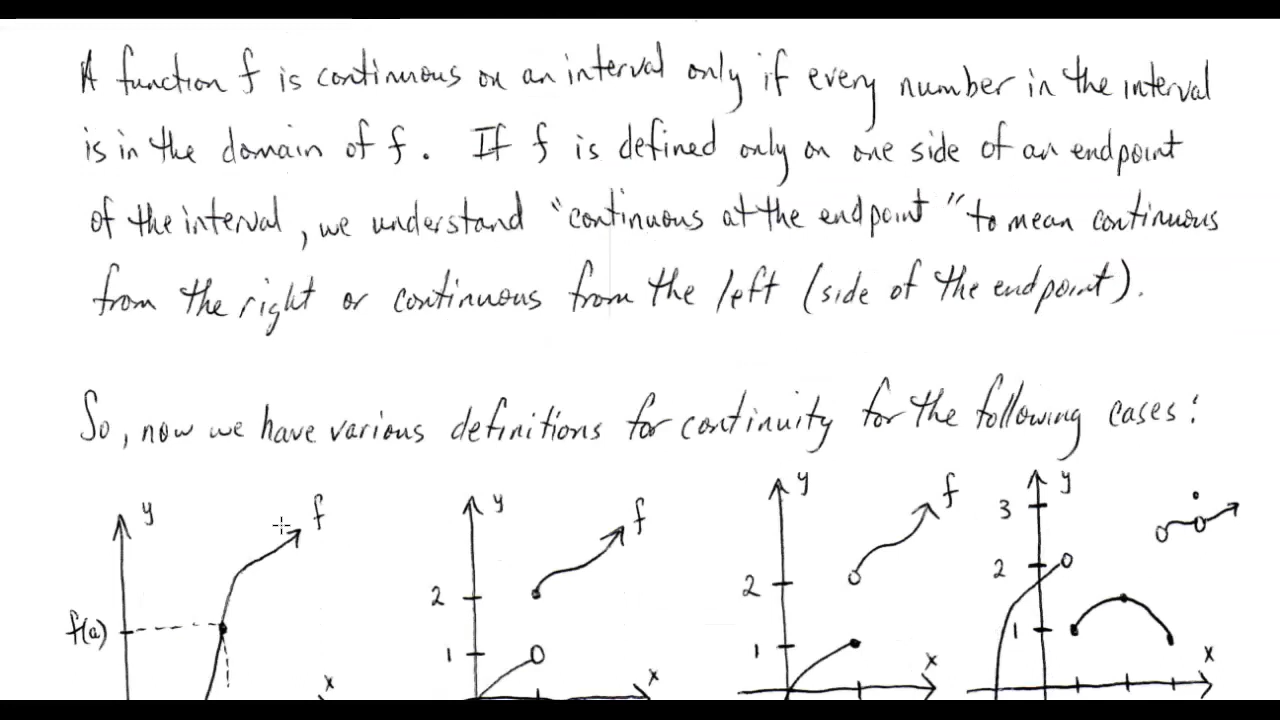 A function f is continuous on an interval only if every number in the interval
is in the domain of f. If f is defined only on one side of an endpoint
of the interval, we understand "continuous at the endpoint" to mean continuous
from the right or continuous from the left (side of the endpoint).
So, now we have various definitions for continuity for the following cases:
y f
f(a)
x
y f
2
1
x
y f
2
1
x
y
3
2
1
x